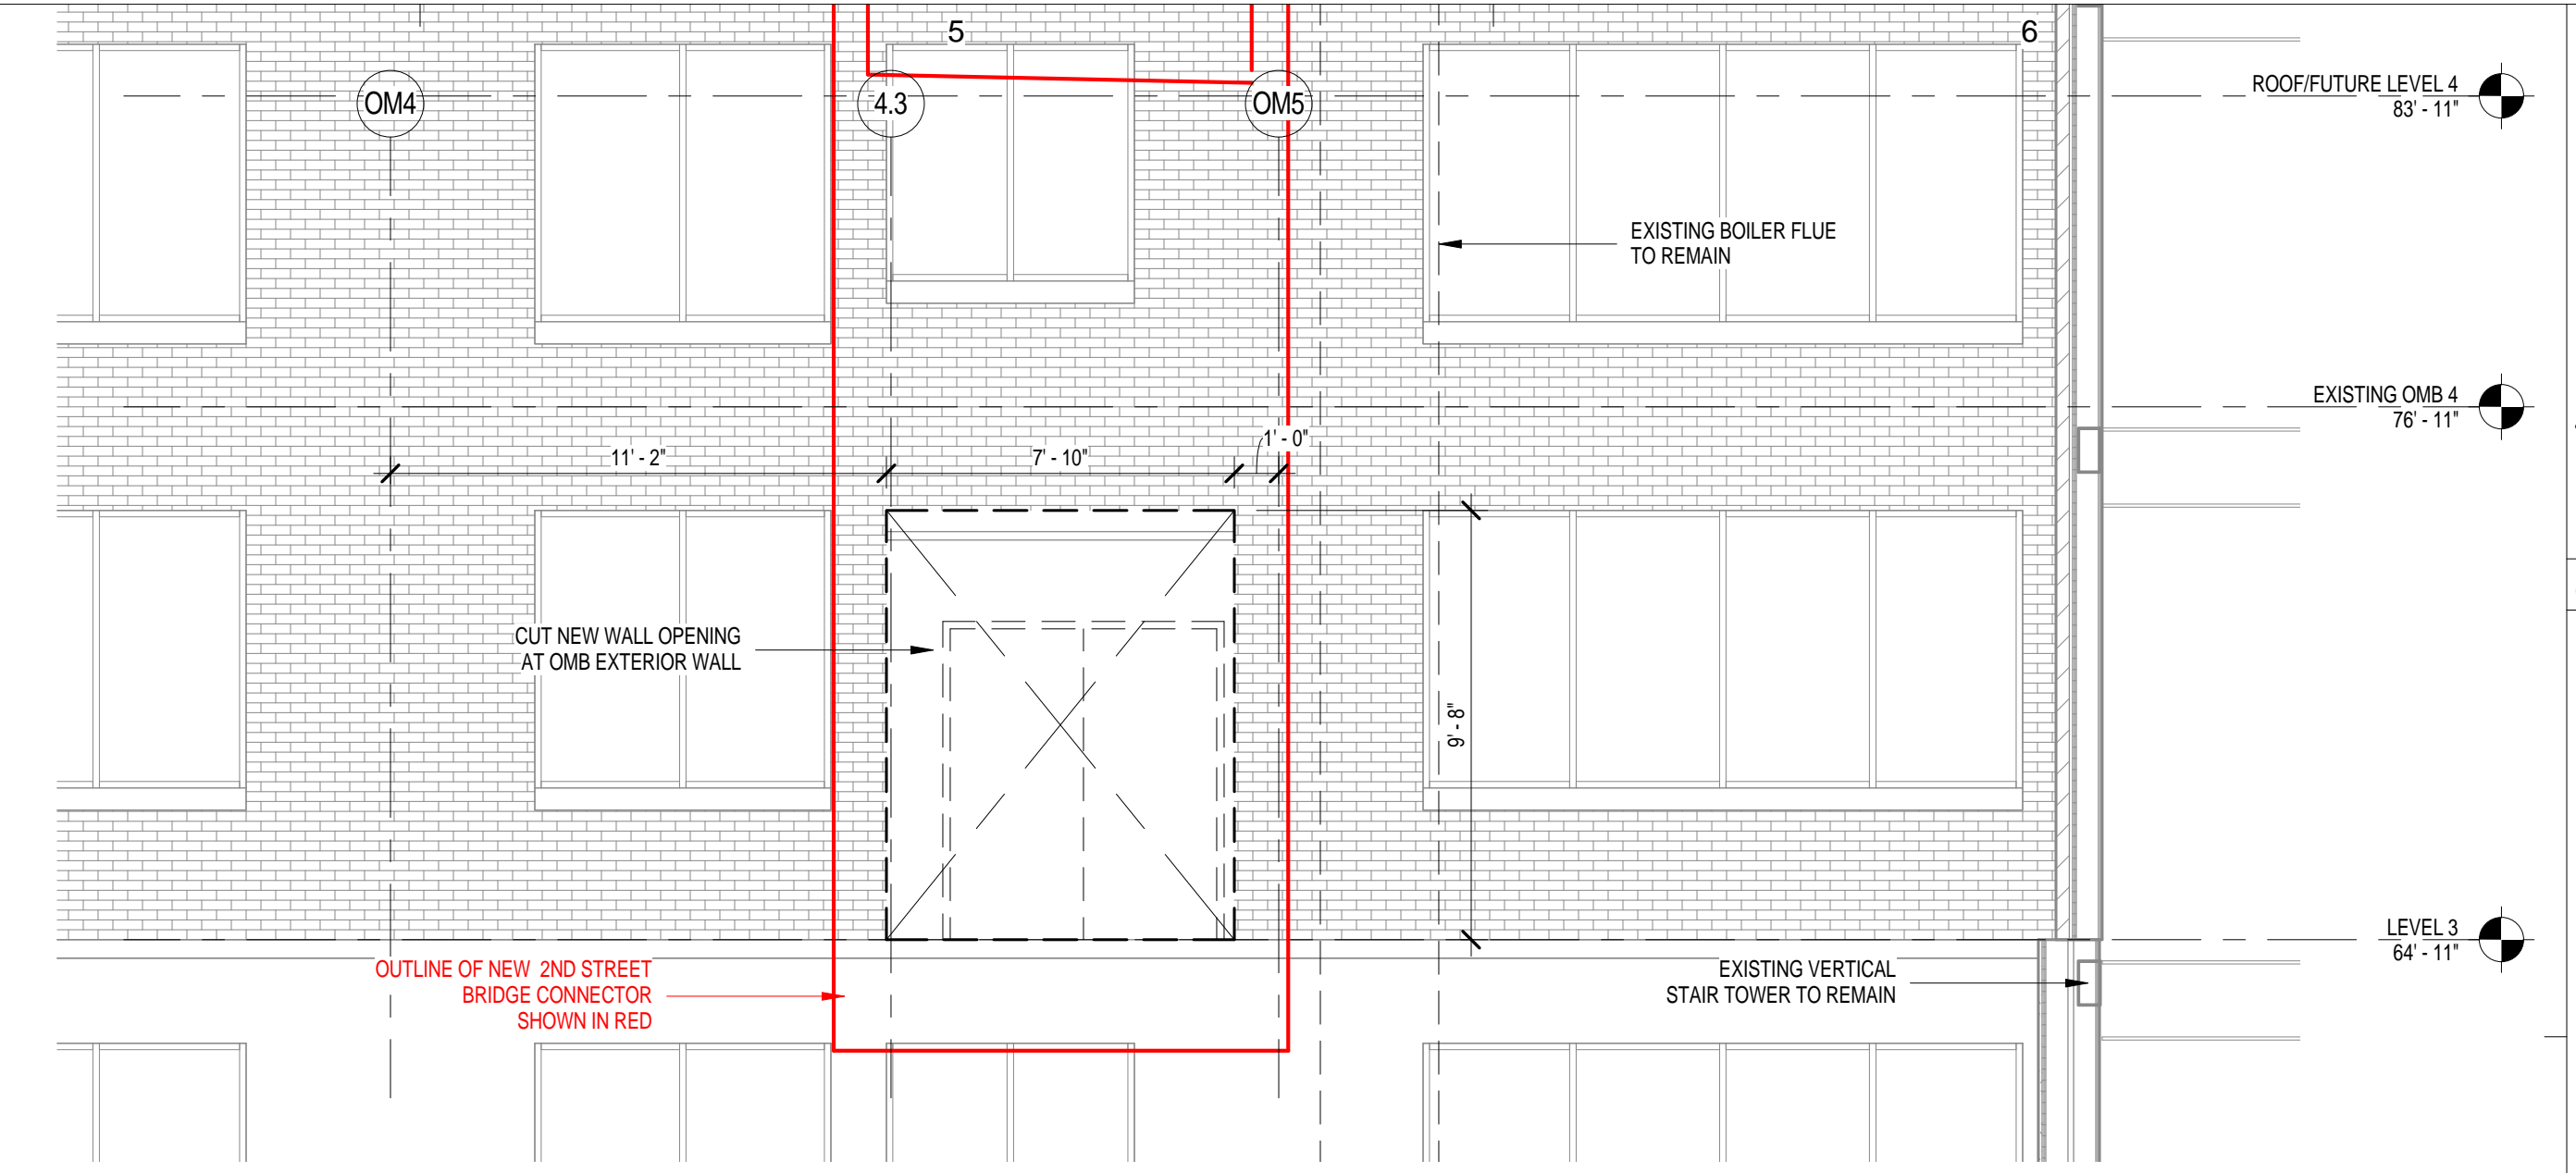 5
6
OM4
4.3
OM5
ROOF/FUTURE LEVEL 4
83' - 11"
EXISTING BOILER FLUE
TO REMAIN
EXISTING OMB 4
76' - 11"
11' - 2"
7' - 10"
1' - 0"
CUT NEW WALL OPENING
AT OMB EXTERIOR WALL
9' - 8"
LEVEL 3
64' - 11"
OUTLINE OF NEW 2ND STREET
BRIDGE CONNECTOR
SHOWN IN RED
EXISTING VERTICAL
STAIR TOWER TO REMAIN